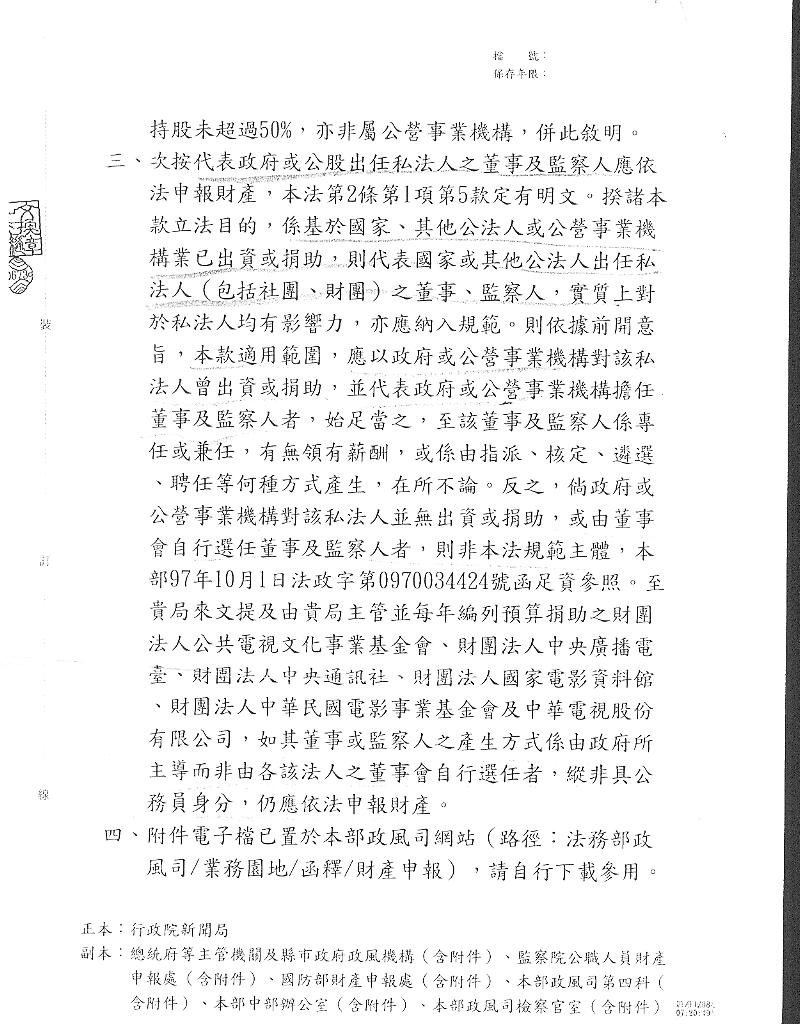 檔　　號：
保存年限：
持股未超過50%，亦非屬公營事業機構，併此敘明。
三、次按代表政府或公股出任私法人之董事及監察人應依
法申報財產，本法第2條第1項第5款定有明文。揆諸本
款立法目的，係基於國家、其他公法人或公營事業機
構業已出資或捐助，則代表國家或其他公法人出任私
法人（包括社團、財團）之董事、監察人，實質上對
於私法人均有影響力，亦應納入規範。則依據前開意
旨，本款適用範圍，應以政府或公營事業機構對該私
法人曾出資或捐助，並代表政府或公營事業機構擔任
董事及監察人者，始足當之，至該董事及監察人係專
任或兼任，有無領有薪酬，或係由指派、核定、遴選
、聘任等何種方式產生，在所不論。反之，倘政府或
公營事業機構對該私法人並無出資或捐助，或由董事
會自行選任董事及監察人者，則非本法規範主體，本
部97年10月1日法政字第0970034424號函足資參照。至
貴局來文提及由貴局主管並每年編列預算捐助之財團
法人公共電視文化事業基金會、財團法人中央廣播電
臺、財團法人中央通訊社、財團法人國家電影資料館
、財團法人中華民國電影事業基金會及中華電視股份
有限公司，如其董事或監察人之產生方式係由政府所
主導而非由各該法人之董事會自行選任者，縱非具公
務員身分，仍應依法申報財產。
四、附件電子檔已置於本部政風司網站（路徑：法務部政
風司/業務園地/函釋/財產申報），請自行下載參用。
裝
訂
線
正本：行政院新聞局
副本：總統府等主管機關及縣市政府政風機構（含附件）、監察院公職人員財產
申報處（含附件）、國防部財產申報處（含附件）、本部政風司第四科（
含附件）、本部中部辦公室（含附件）、本部政風司檢察官室（含附件）